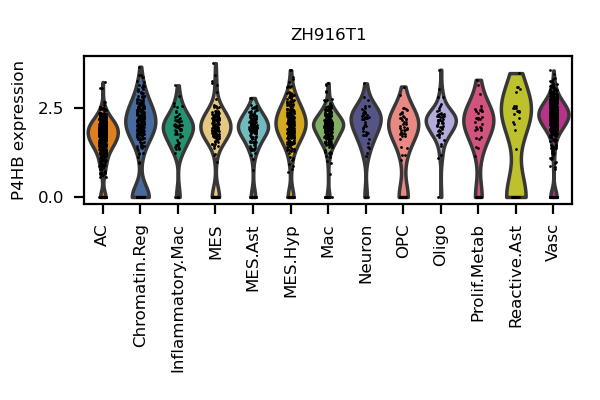 ZH916T1
P4HB expression
2.5
0.0
AC
Chromatin.Reg
Inflammatory.Mac
MES
MES.Ast
MES.Hyp
Mac
Neuron
OPC
Oligo
Prolif.Metab
Reactive.Ast
Vasc